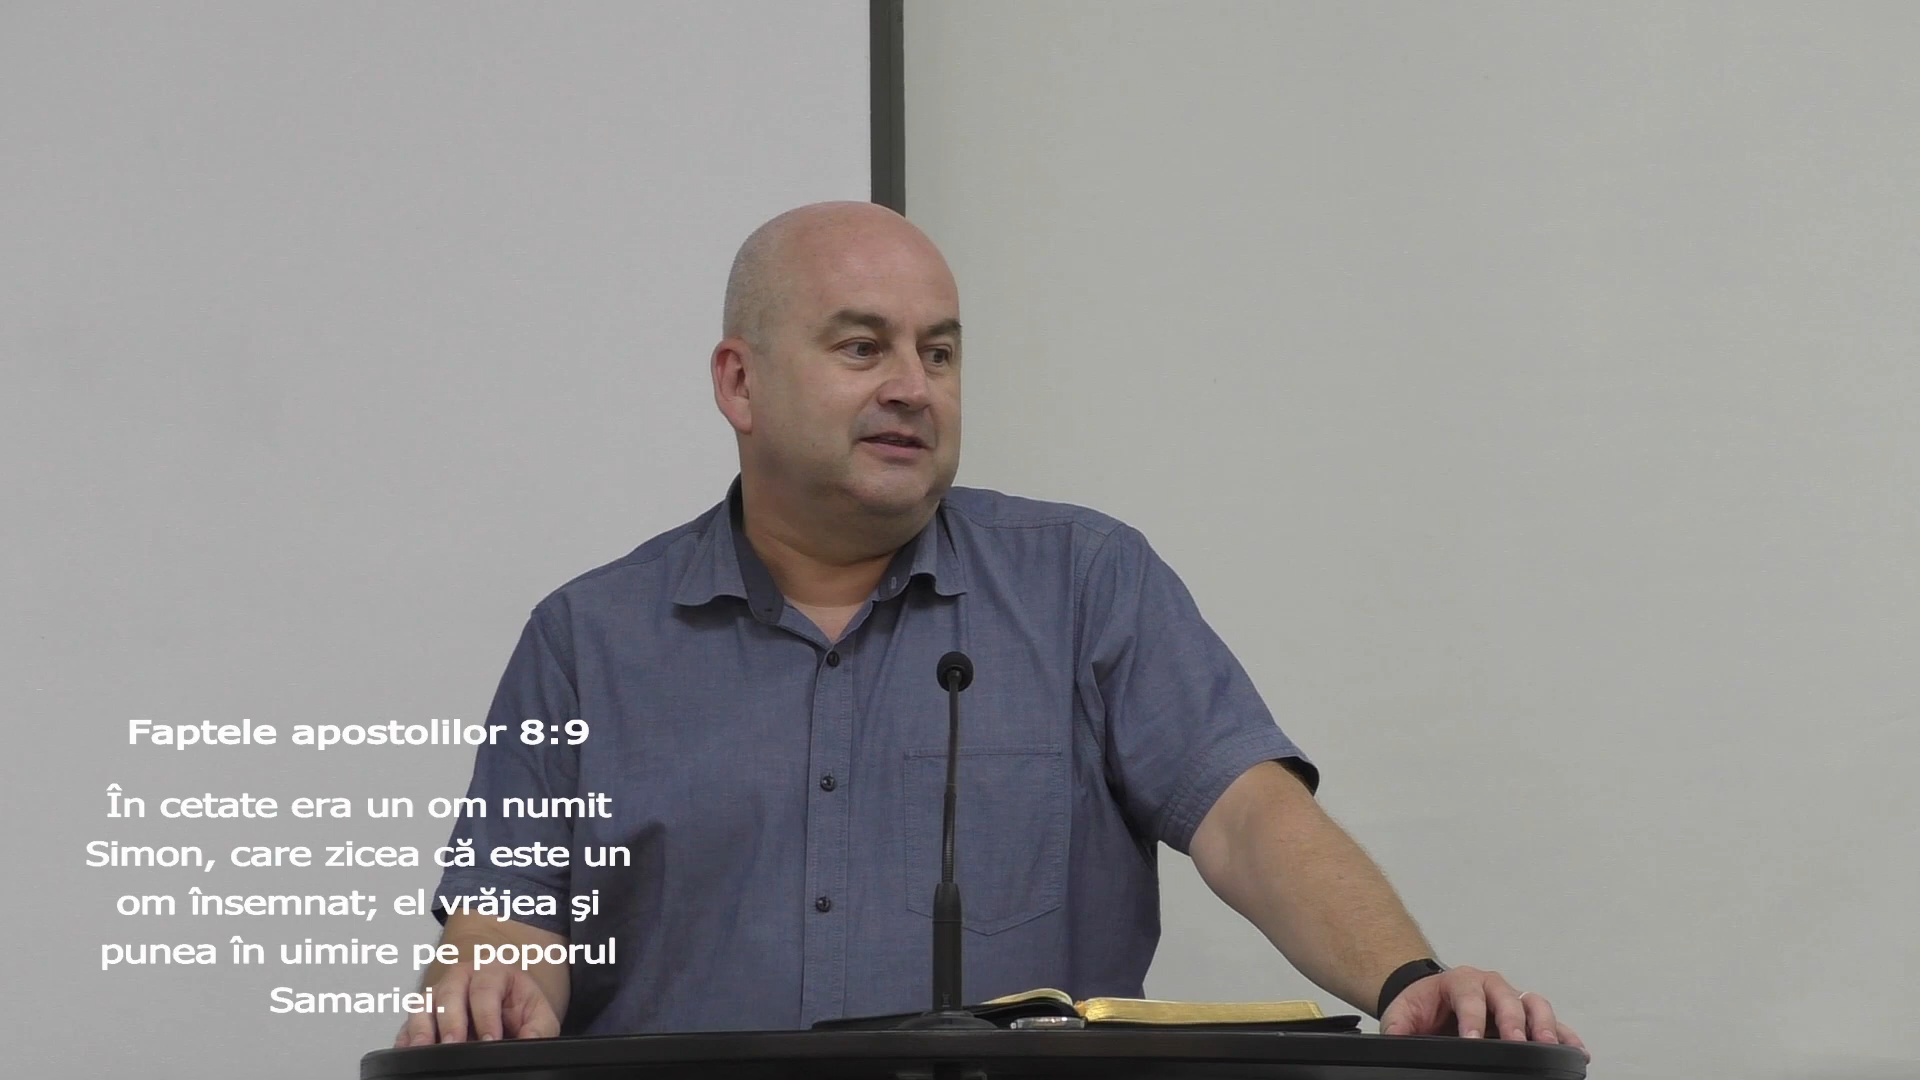 Faptele apostolilor 8:9
În cetate era un om numit
Simon, care zicea că este un
om însemnat; el vrăjea şi
punea în uimire pe poporul
Samariei.